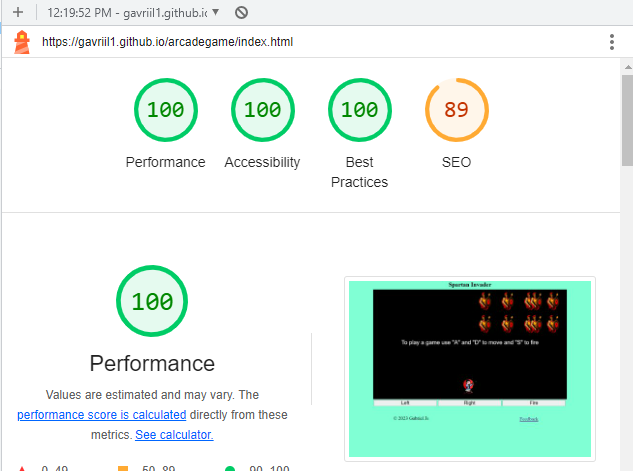 12:19:52 PM - gavriil1.github.io
https://gavriil1.github.io/arcadegame/index.html
100 100 100 89
Performance Accessibility Best Practices SEO
100
Performance
Values are estimated and may vary. The
performance score is calculated directly from these
metrics. See calculator.
0–49 50–89 90–100
Spartan Invader
To play a game use "A" and "D" to move and "S" to fire
Left Right Fire
© 2023 Gabriel Is Feedback